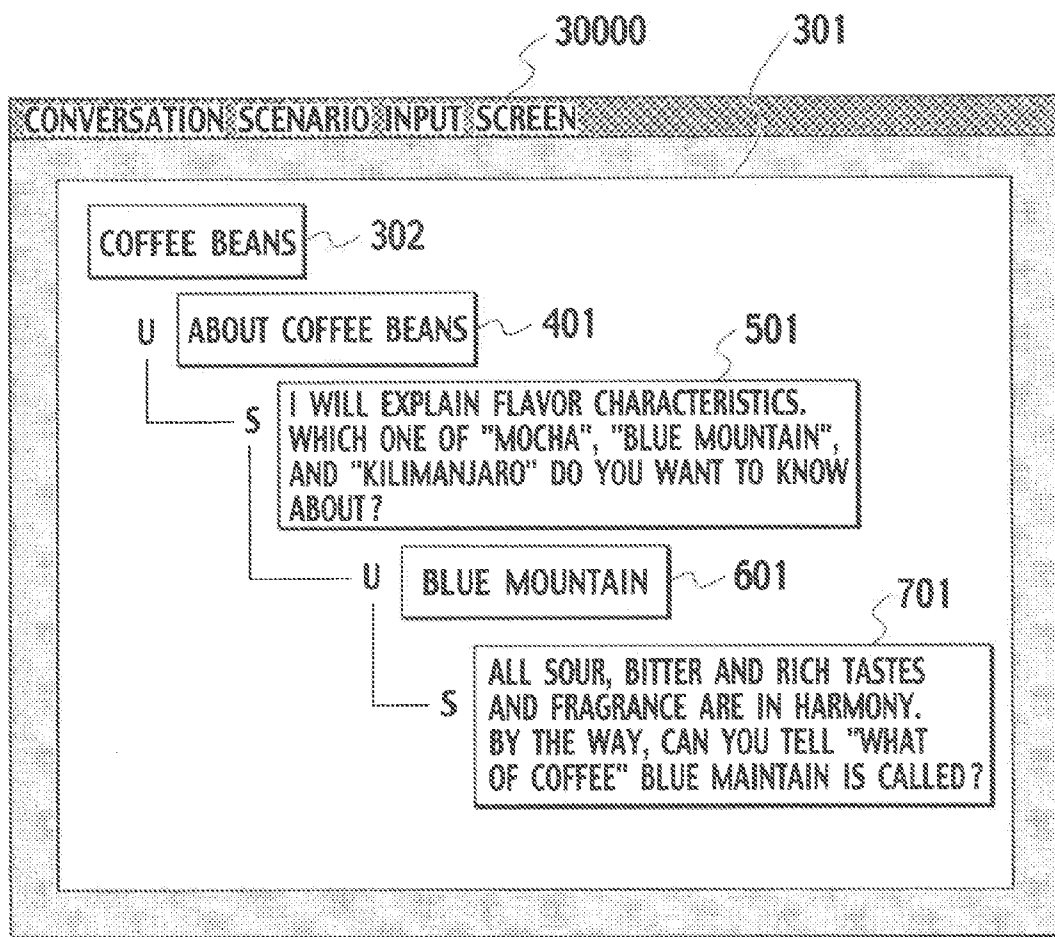 30000
301
CONVERSATION SCENARIO INPUT SCREEN
COFFEE BEANS
302
U
ABOUT COFFEE BEANS
401
501
S
I WILL EXPLAIN FLAVOR CHARACTERISTICS.
WHICH ONE OF "MOCHA", "BLUE MOUNTAIN",
AND "KILIMANJARO" DO YOU WANT TO KNOW
ABOUT?
U
BLUE MOUNTAIN
601
701
S
ALL SOUR, BITTER AND RICH TASTES
AND FRAGRANCE ARE IN HARMONY.
BY THE WAY, CAN YOU TELL "WHAT
OF COFFEE" BLUE MAINTAIN IS CALLED?